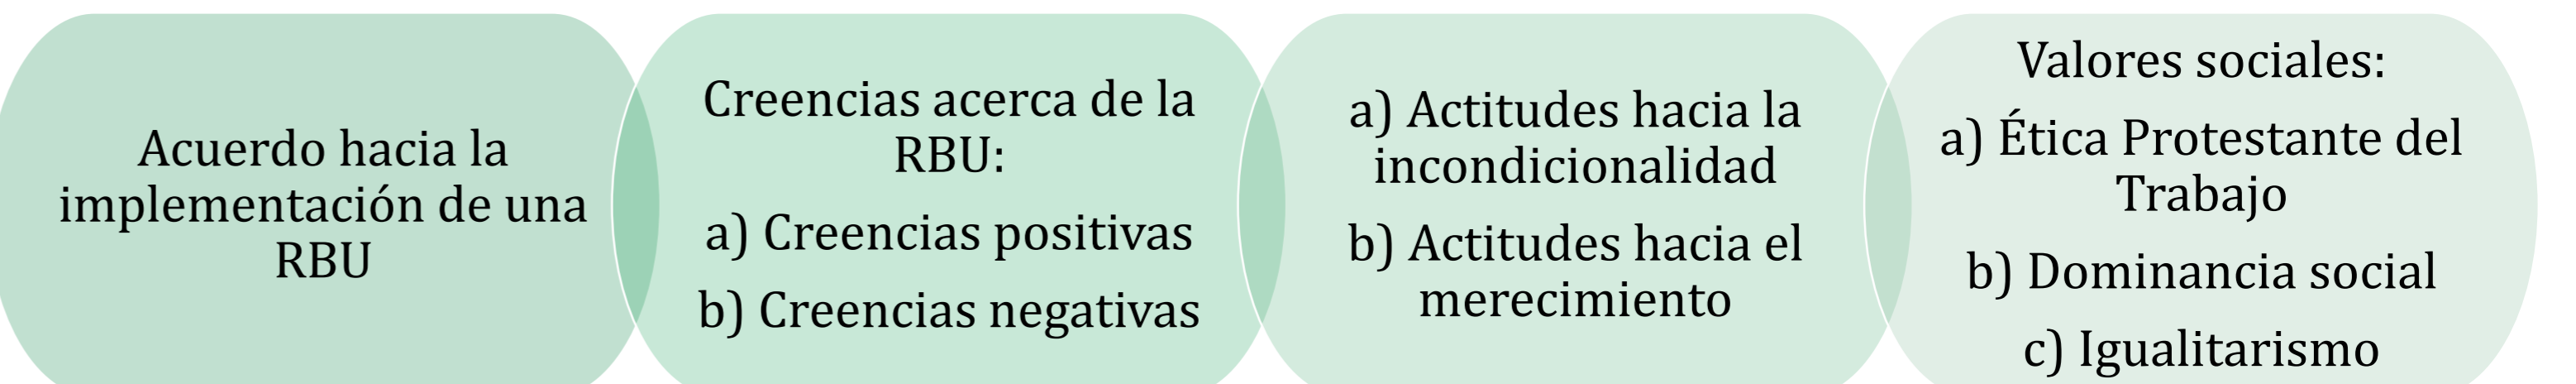 Acuerdo hacia la
implementación de una
RBU
Creencias acerca de la
RBU:
a) Creencias positivas
b) Creencias negativas
a) Actitudes hacia la
incondicionalidad
b) Actitudes hacia el
merecimiento
Valores sociales:
a) Ética Protestante del
Trabajo
b) Dominancia social
c) Igualitarismo